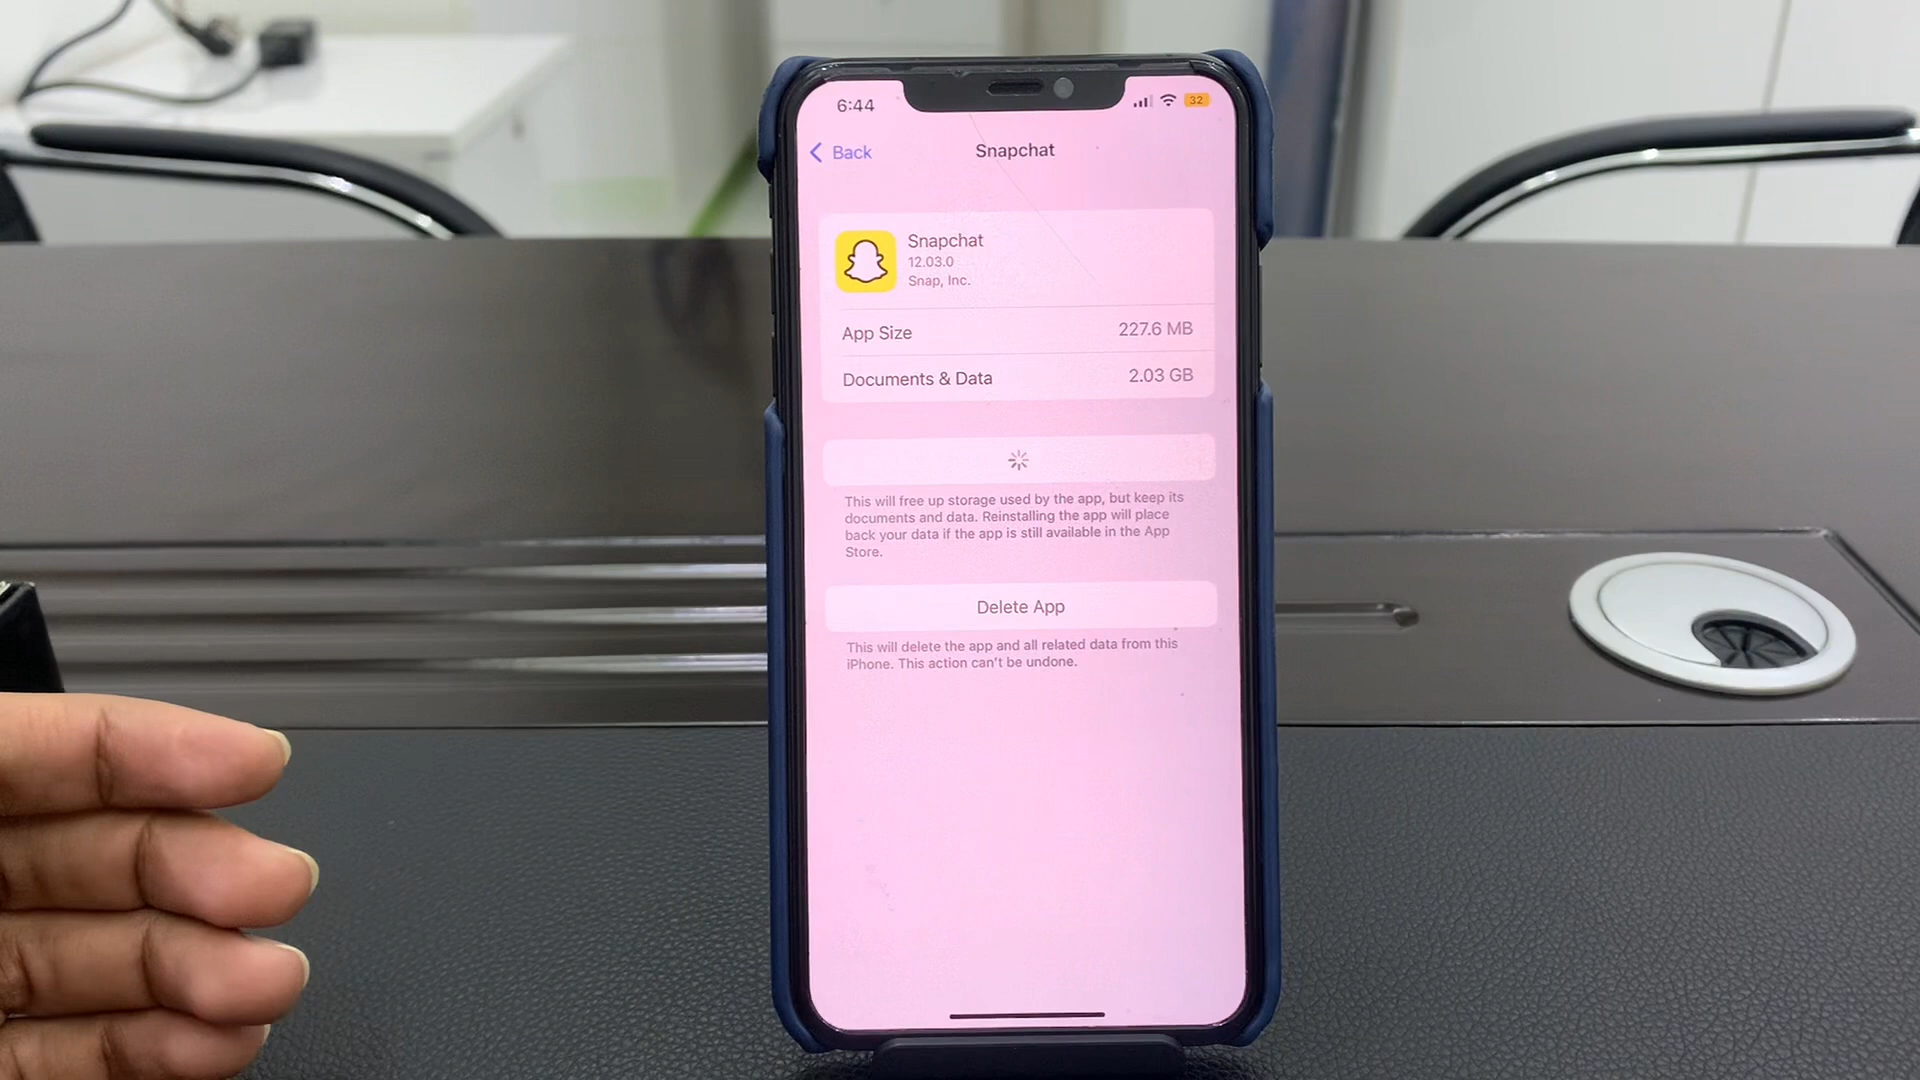 6:44
32
Back
Snapchat
Snapchat
12.03.0
Snap, Inc.
App Size
227.6 MB
Documents & Data
2.03 GB
This will free up storage used by the app, but keep its
documents and data. Reinstalling the app will place
back your data if the app is still available in the App
Store.
Delete App
This will delete the app and all related data from this
iPhone. This action can't be undone.